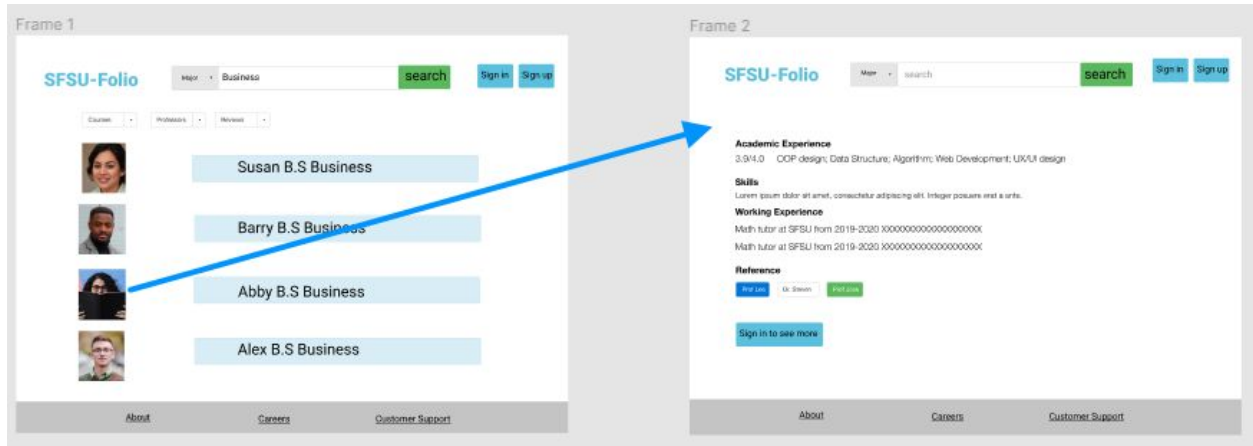 Frame 1
SFSU-Folio Major Business search Sign in Sign up
Courses Professors Reviews
Susan B.S Business
Barry B.S Business
Abby B.S Business
Alex B.S Business
About Careers Customer Support
Frame 2
SFSU-Folio Major search search Sign in Sign up
Academic Experience
3.9/4.0 OOP design; Data Structure; Algorithm; Web Development; UX/UI design
Skills
Lorem ipsum dolor sit amet, consectetur adipiscing elit. Integer posuere erat a ante.
Working Experience
Math tutor at SFSU from 2019-2020 XXXXXXXXXXXXXXXXXX
Math tutor at SFSU from 2019-2020 XXXXXXXXXXXXXXXXXX
Reference
Prof Dr. Steven Prof
Sign in to see more
About Careers Customer Support